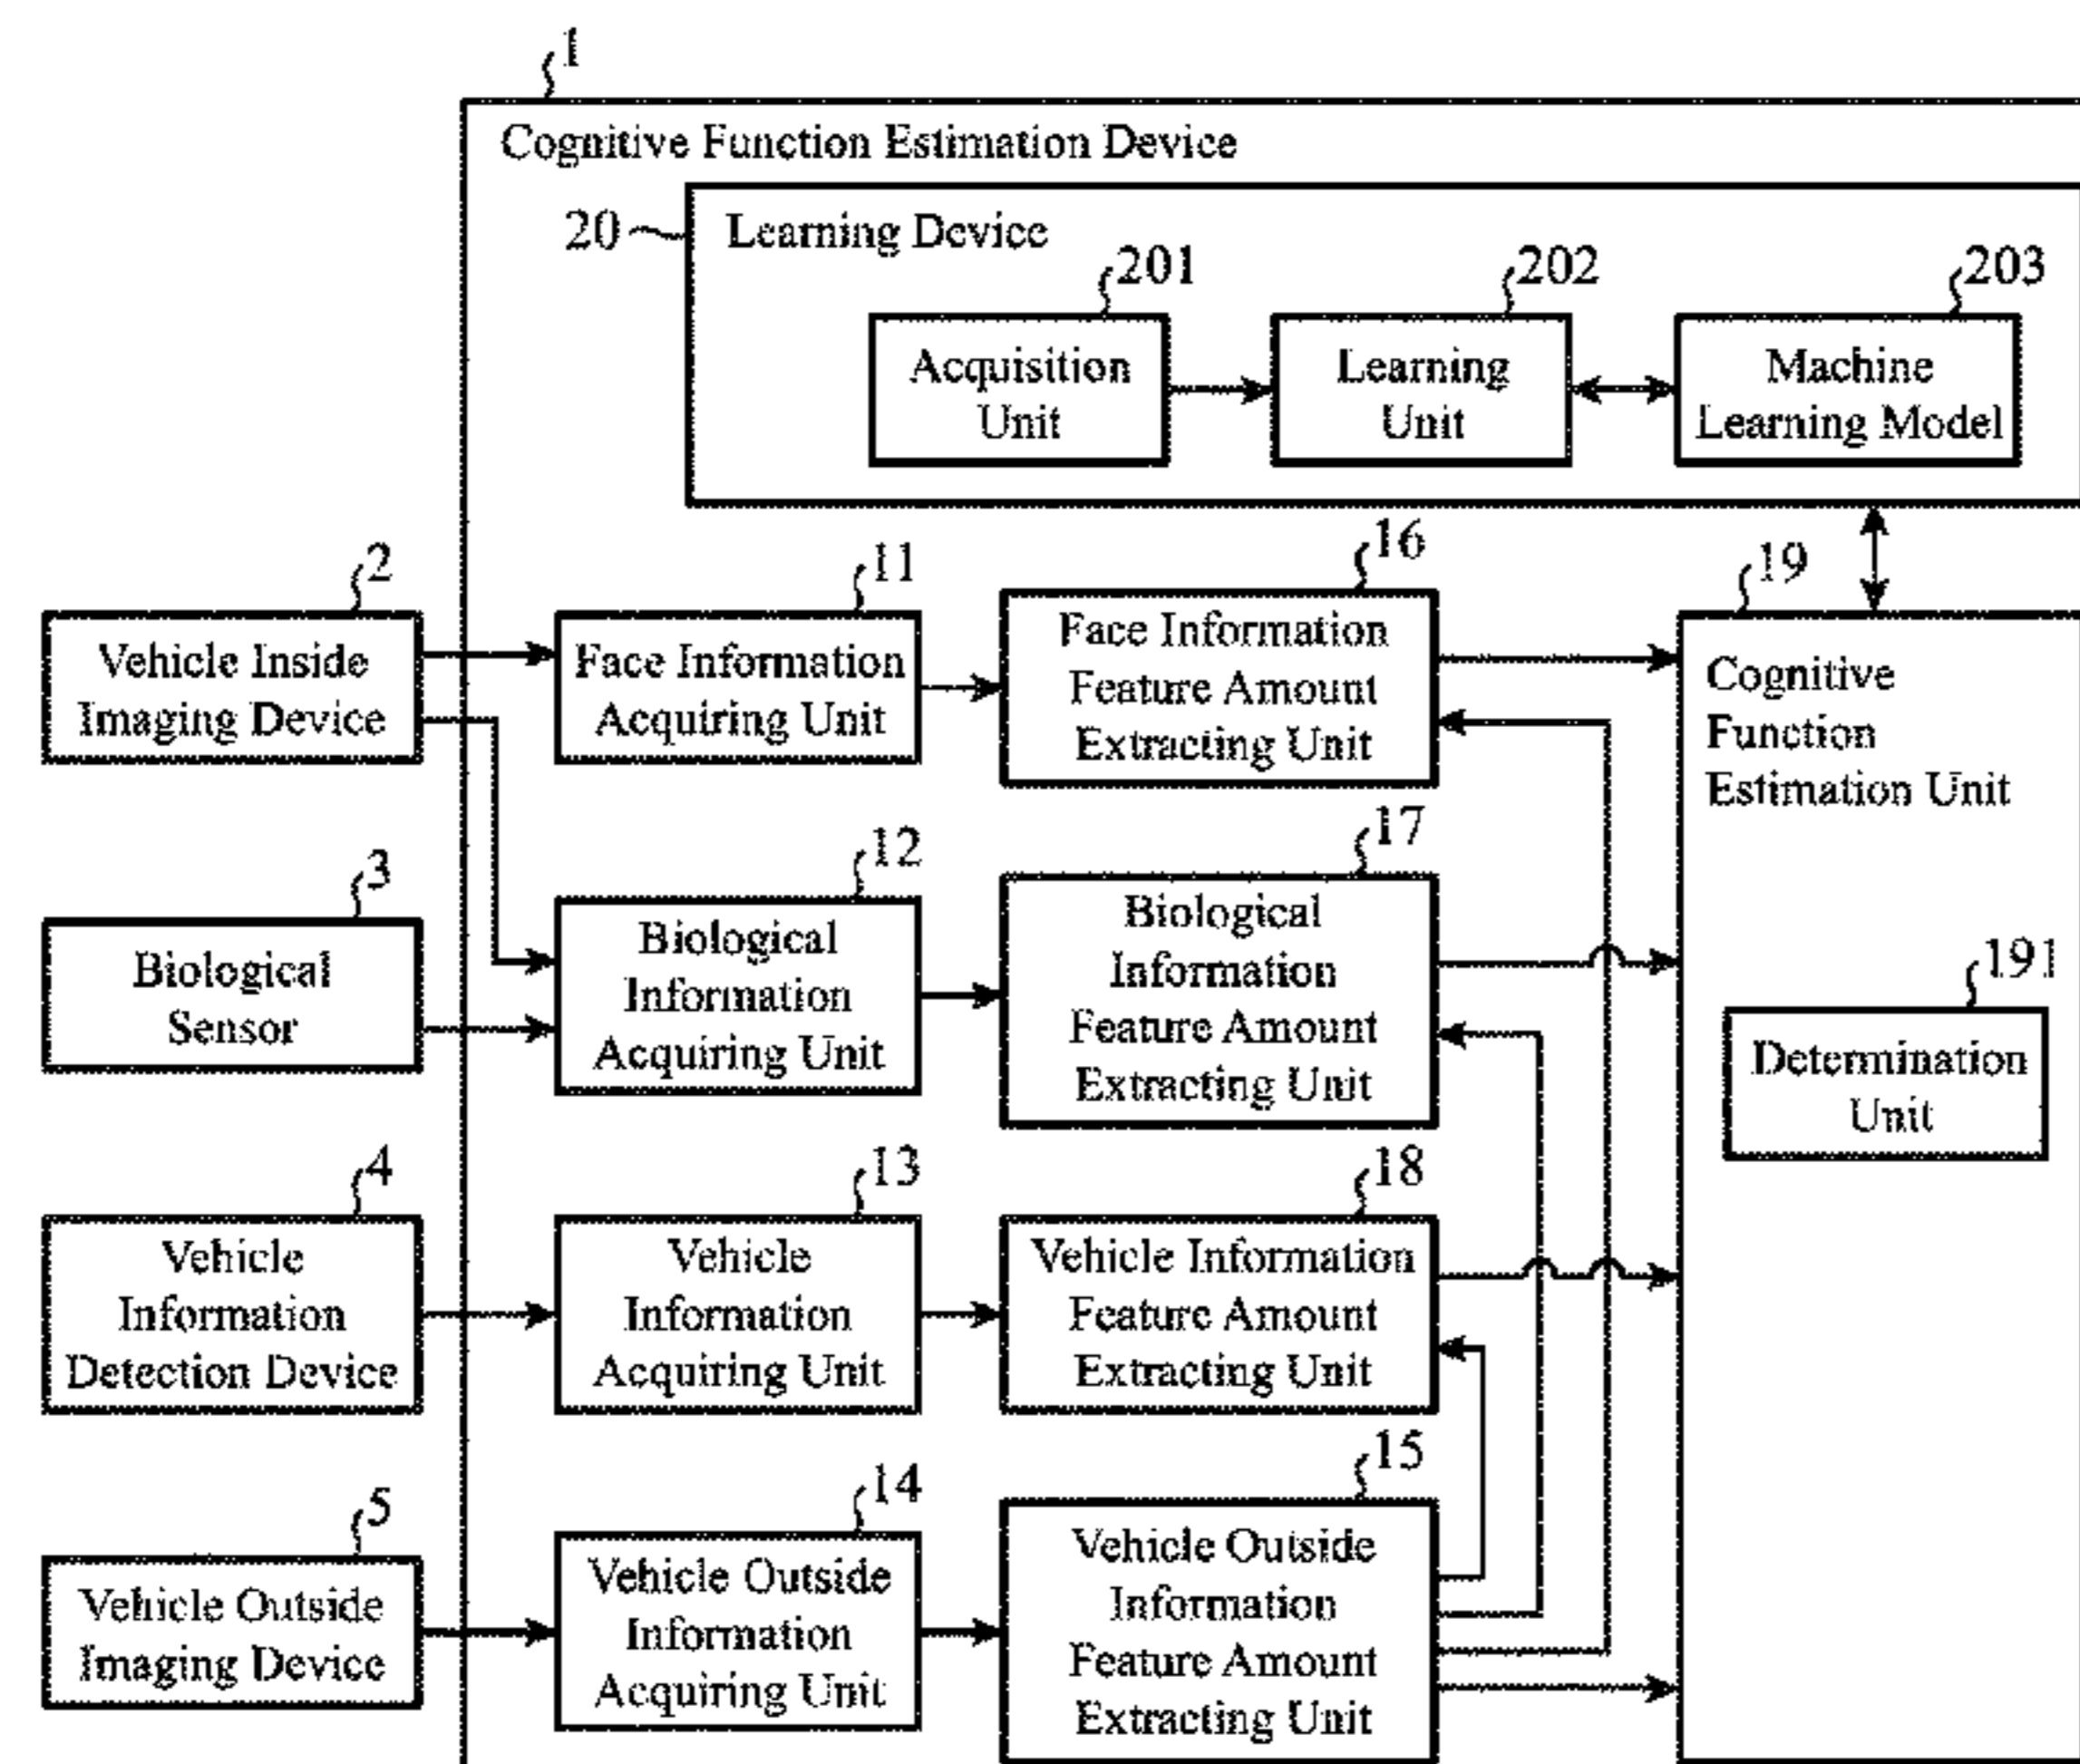 1
Cognitive Function Estimation Device
20
Learning Device
201
202
203
Acquisition
Unit
Learning
Unit
Machine
Learning Model
2
11
16
19
Vehicle Inside
Imaging Device
Face Information
Acquiring Unit
Face Information
Feature Amount
Extracting Unit
Cognitive
Function
Estimation Unit
3
12
17
Biological
Sensor
Biological
Information
Acquiring Unit
Biological
Information
Feature Amount
Extracting Unit
191
Determination
Unit
4
13
18
Vehicle
Information
Detection Device
Vehicle
Information
Acquiring Unit
Vehicle Information
Feature Amount
Extracting Unit
5
14
15
Vehicle Outside
Imaging Device
Vehicle Outside
Information
Acquiring Unit
Vehicle Outside
Information
Feature Amount
Extracting Unit